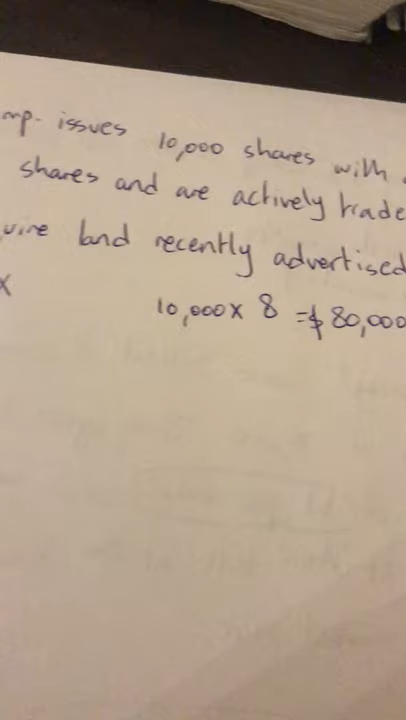 mp. issues 10,000 shares with
shares and are actively trade
uire land recently advertised
x 10,000 x 8 = $80,000